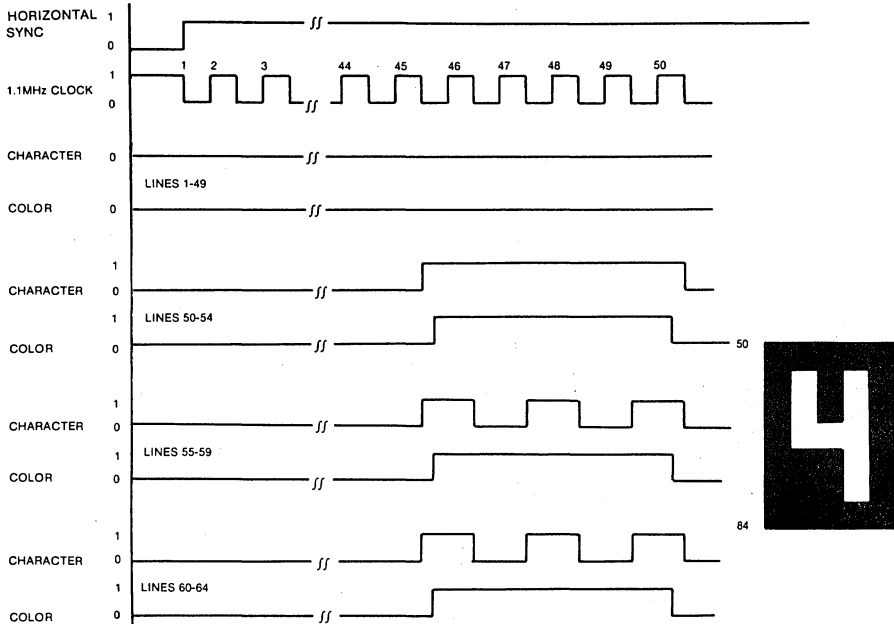 HORIZONTAL 1
SYNC
0
1 2 3 44 45 46 47 48 49 50
1
1.1MHz CLOCK
0
CHARACTER 0
LINES 1-49
COLOR 0
1
CHARACTER 0
1 LINES 50-54
COLOR 0
50
1
CHARACTER 0
1 LINES 55-59
COLOR 0
84
1
CHARACTER 0
1 LINES 60-64
COLOR 0
4